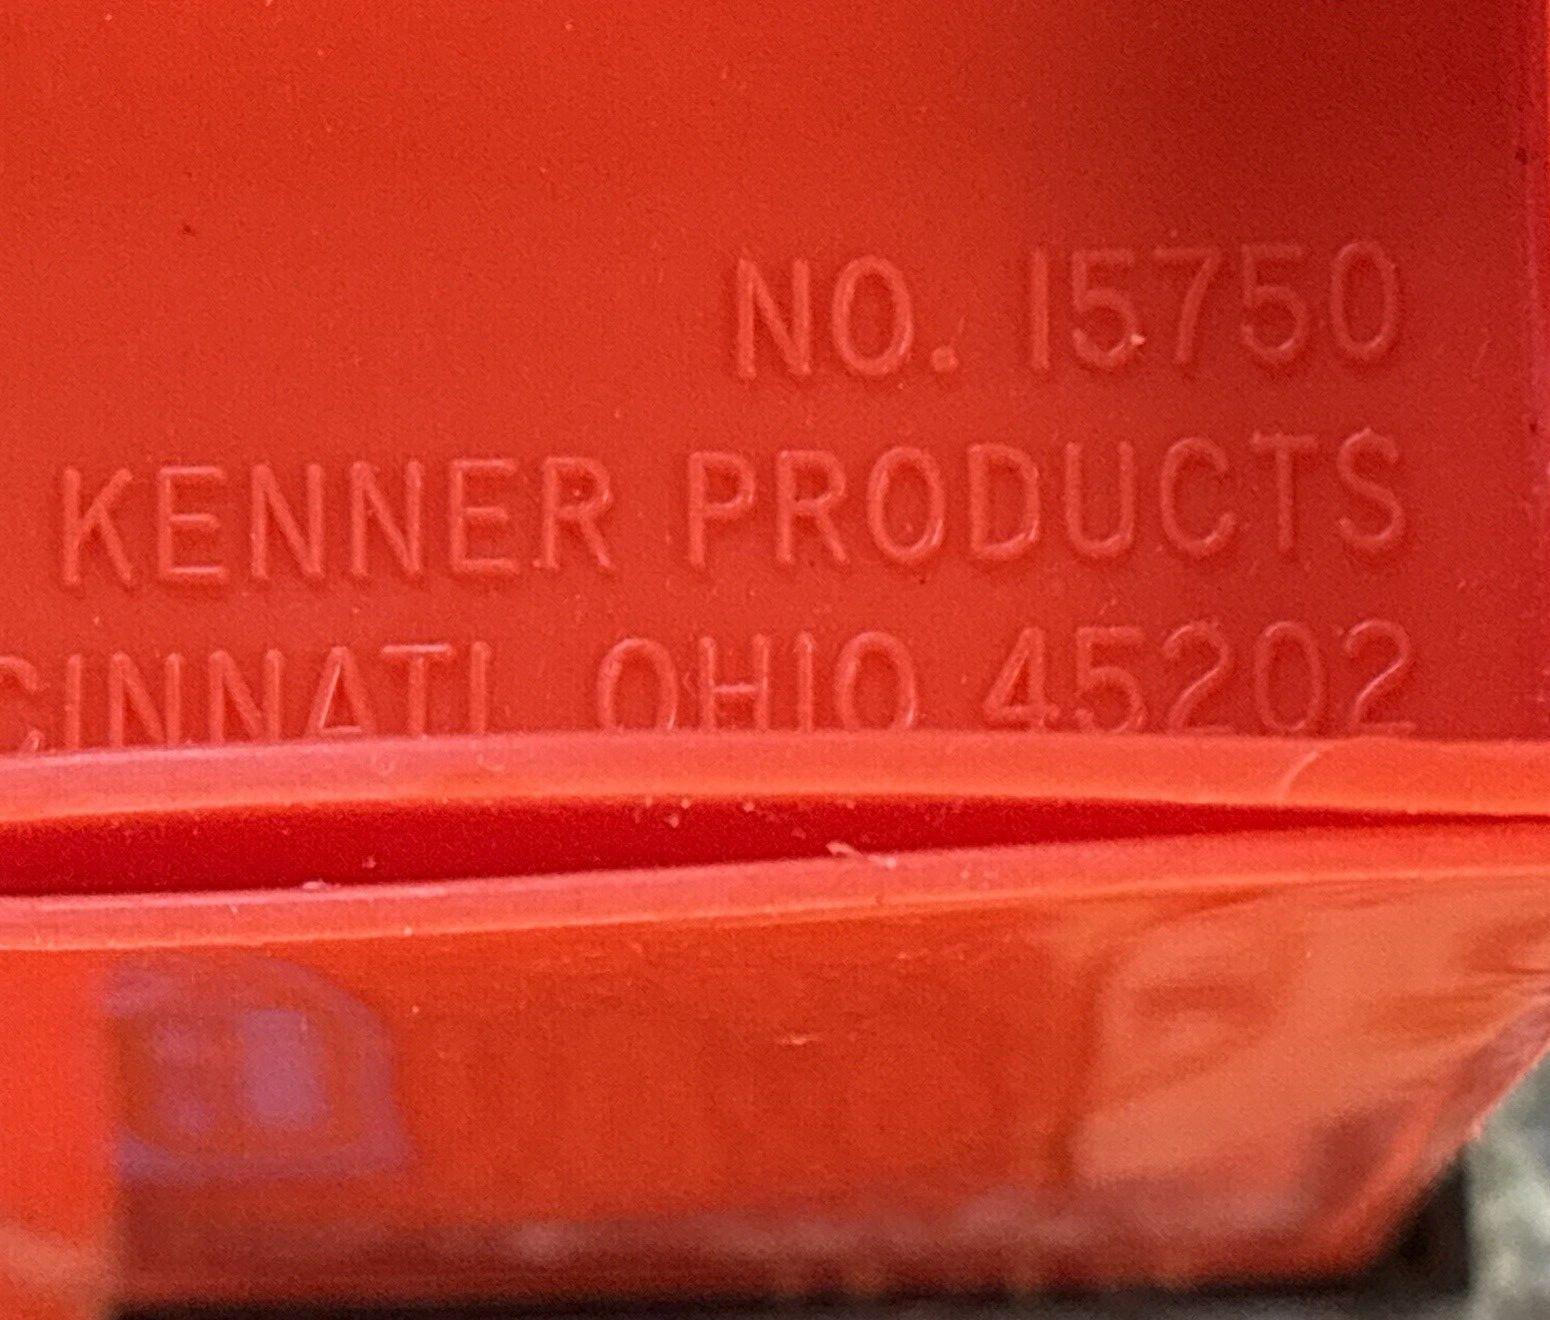 NO. 15750
KENNER PRODUCTS
CINNATI, OHIO 45202